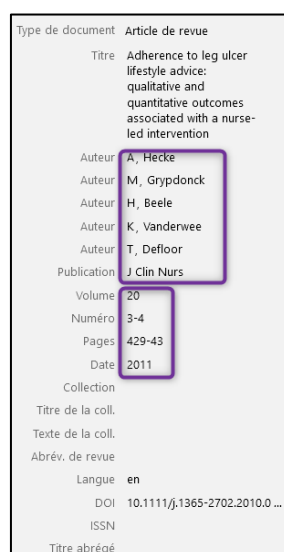 Type de document Article de revue
Titre Adherence to leg ulcer
lifestyle advice:
qualitative and
quantitative outcomes
associated with a nurse-
led intervention
Auteur A, Hecke
Auteur M, Grypdonck
Auteur H, Beele
Auteur K, Vanderwee
Auteur T, Defloor
Publication J Clin Nurs
Volume 20
Numéro 3-4
Pages 429-43
Date 2011
Collection
Titre de la coll.
Texte de la coll.
Abrév. de revue
Langue en
DOI 10.1111/j.1365-2702.2010.0 ...
ISSN
Titre abrégé